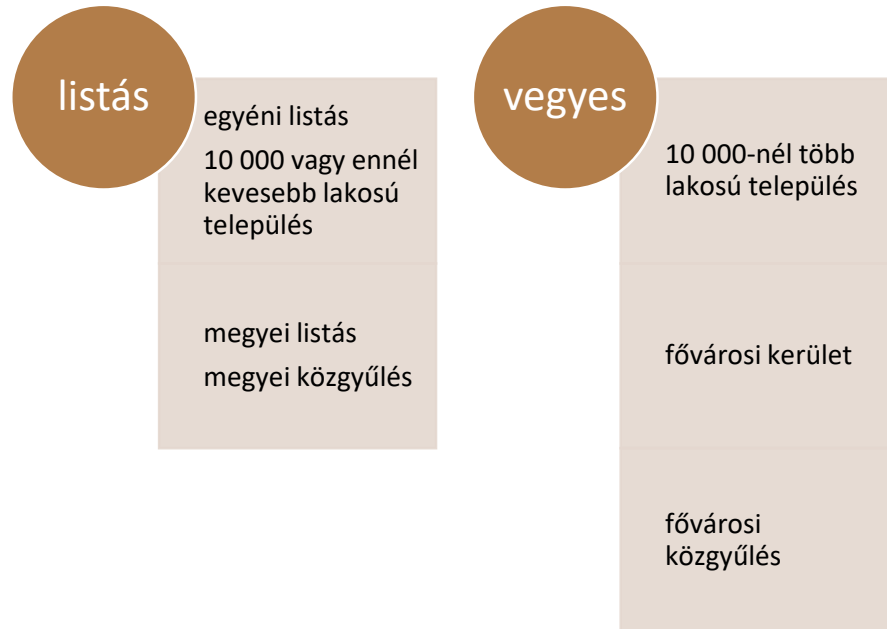 listás
egyéni listás
10 000 vagy ennél
kevesebb lakosú
település
megyei listás
megyei közgyűlés
vegyes
10 000-nél több
lakosú település
fővárosi kerület
fővárosi
közgyűlés